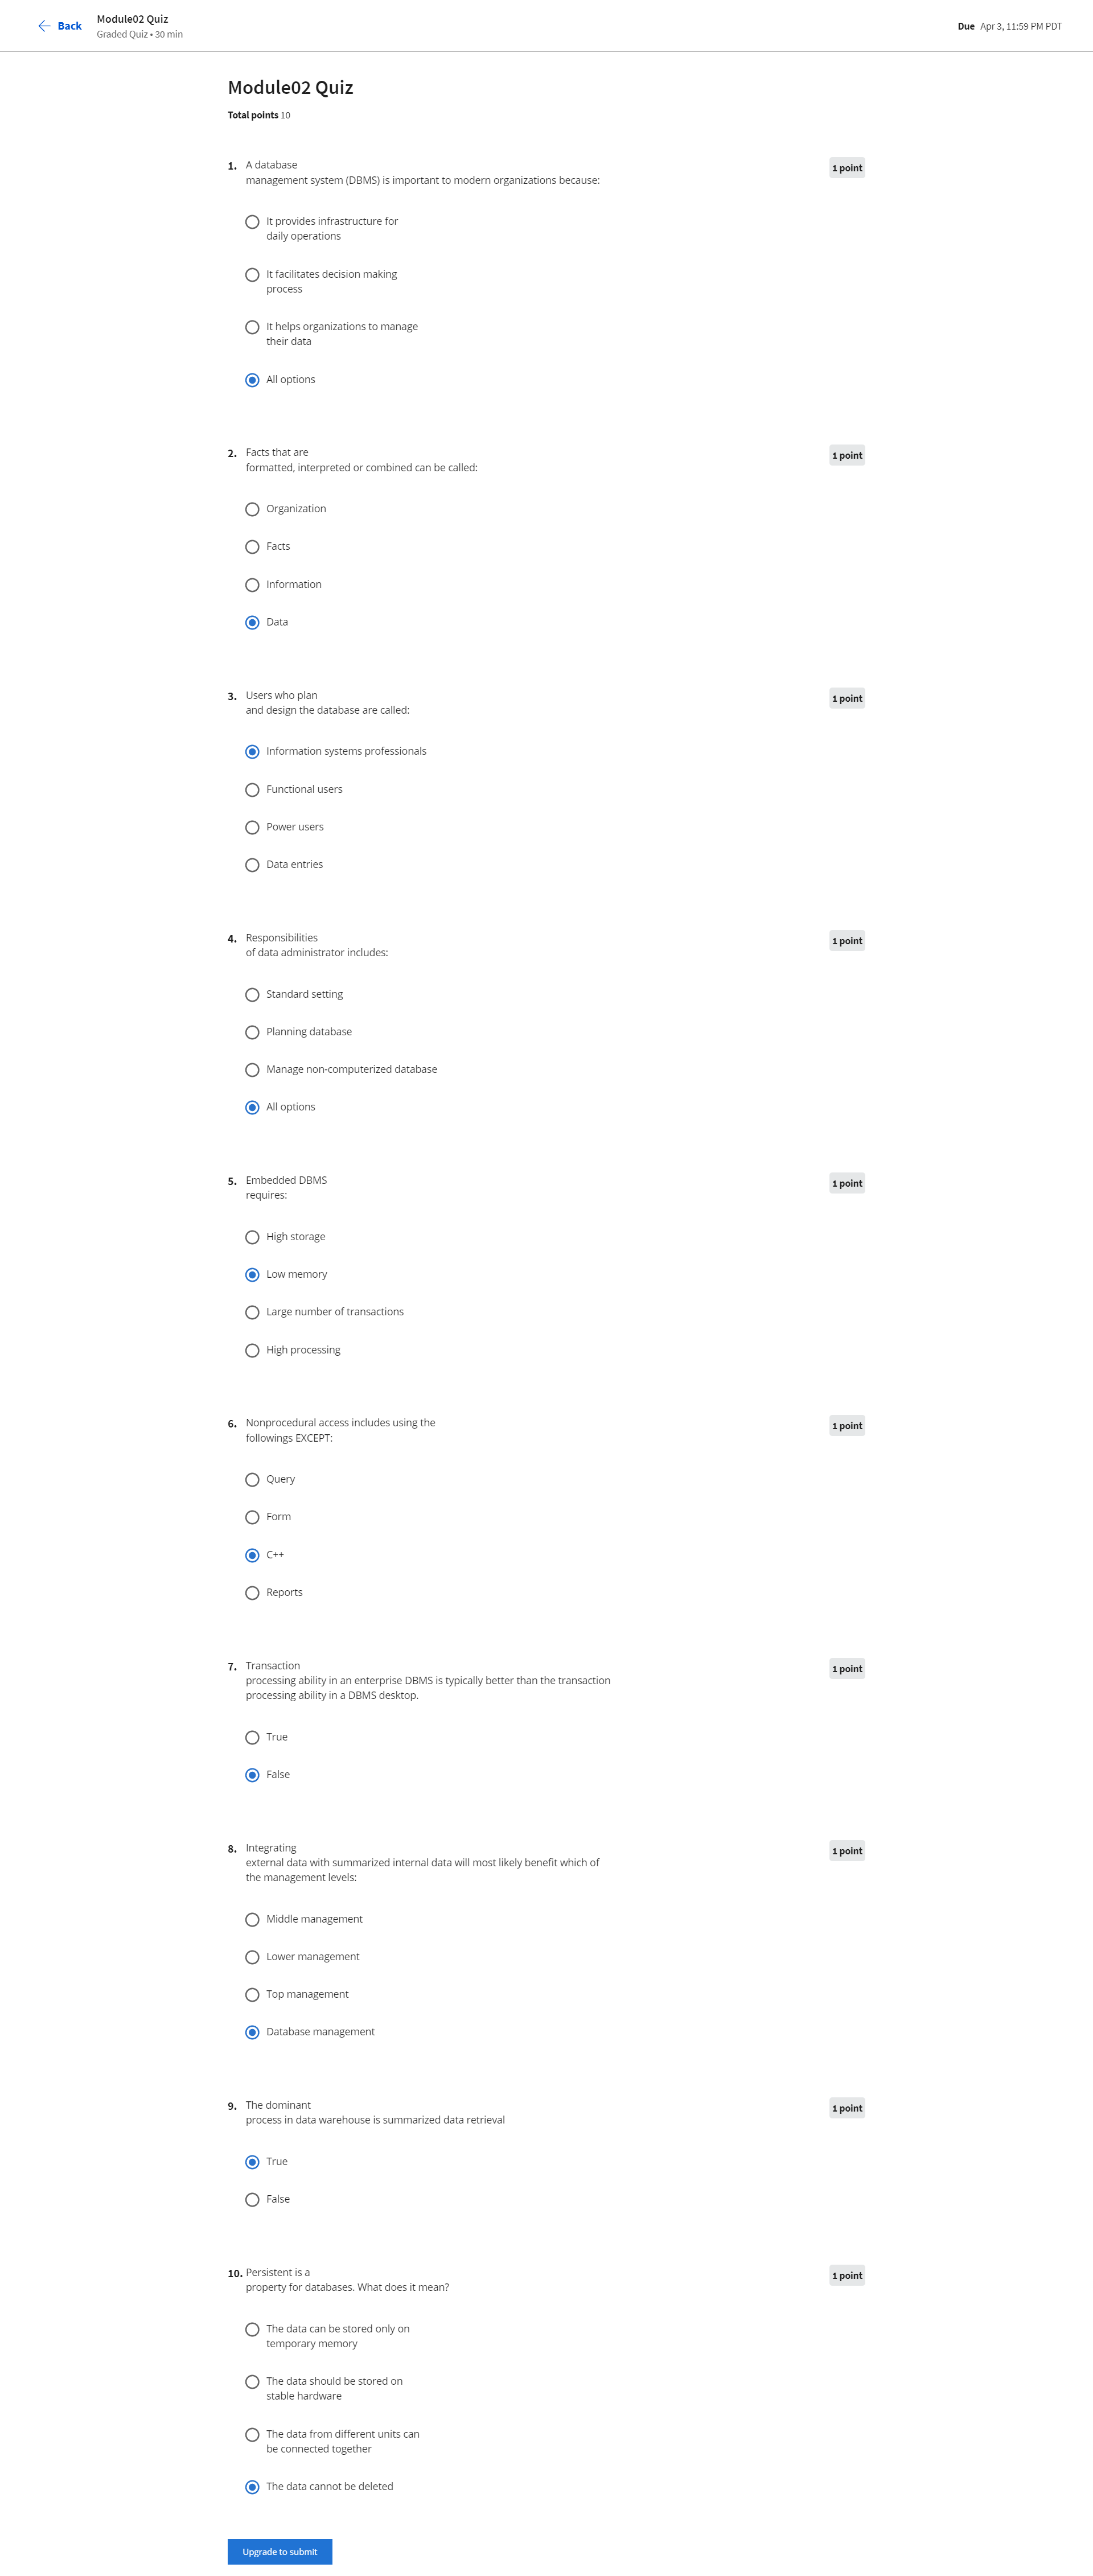 Back
Module02 Quiz
Graded Quiz • 30 min
Due Apr 3, 11:59 PM PDT
Module02 Quiz
Total points 10
1. A database
management system (DBMS) is important to modern organizations because:
1 point
It provides infrastructure for
daily operations
It facilitates decision making
process
It helps organizations to manage
their data
All options
2. Facts that are
formatted, interpreted or combined can be called:
1 point
Organization
Facts
Information
Data
3. Users who plan
and design the database are called:
1 point
Information systems professionals
Functional users
Power users
Data entries
4. Responsibilities
of data administrator includes:
1 point
Standard setting
Planning database
Manage non-computerized database
All options
5. Embedded DBMS
requires:
1 point
High storage
Low memory
Large number of transactions
High processing
6. Nonprocedural access includes using the
followings EXCEPT:
1 point
Query
Form
C++
Reports
7. Transaction
processing ability in an enterprise DBMS is typically better than the transaction
processing ability in a DBMS desktop.
1 point
True
False
8. Integrating
external data with summarized internal data will most likely benefit which of
the management levels:
1 point
Middle management
Lower management
Top management
Database management
9. The dominant
process in data warehouse is summarized data retrieval
1 point
True
False
10. Persistent is a
property for databases. What does it mean?
1 point
The data can be stored only on
temporary memory
The data should be stored on
stable hardware
The data from different units can
be connected together
The data cannot be deleted
Upgrade to submit